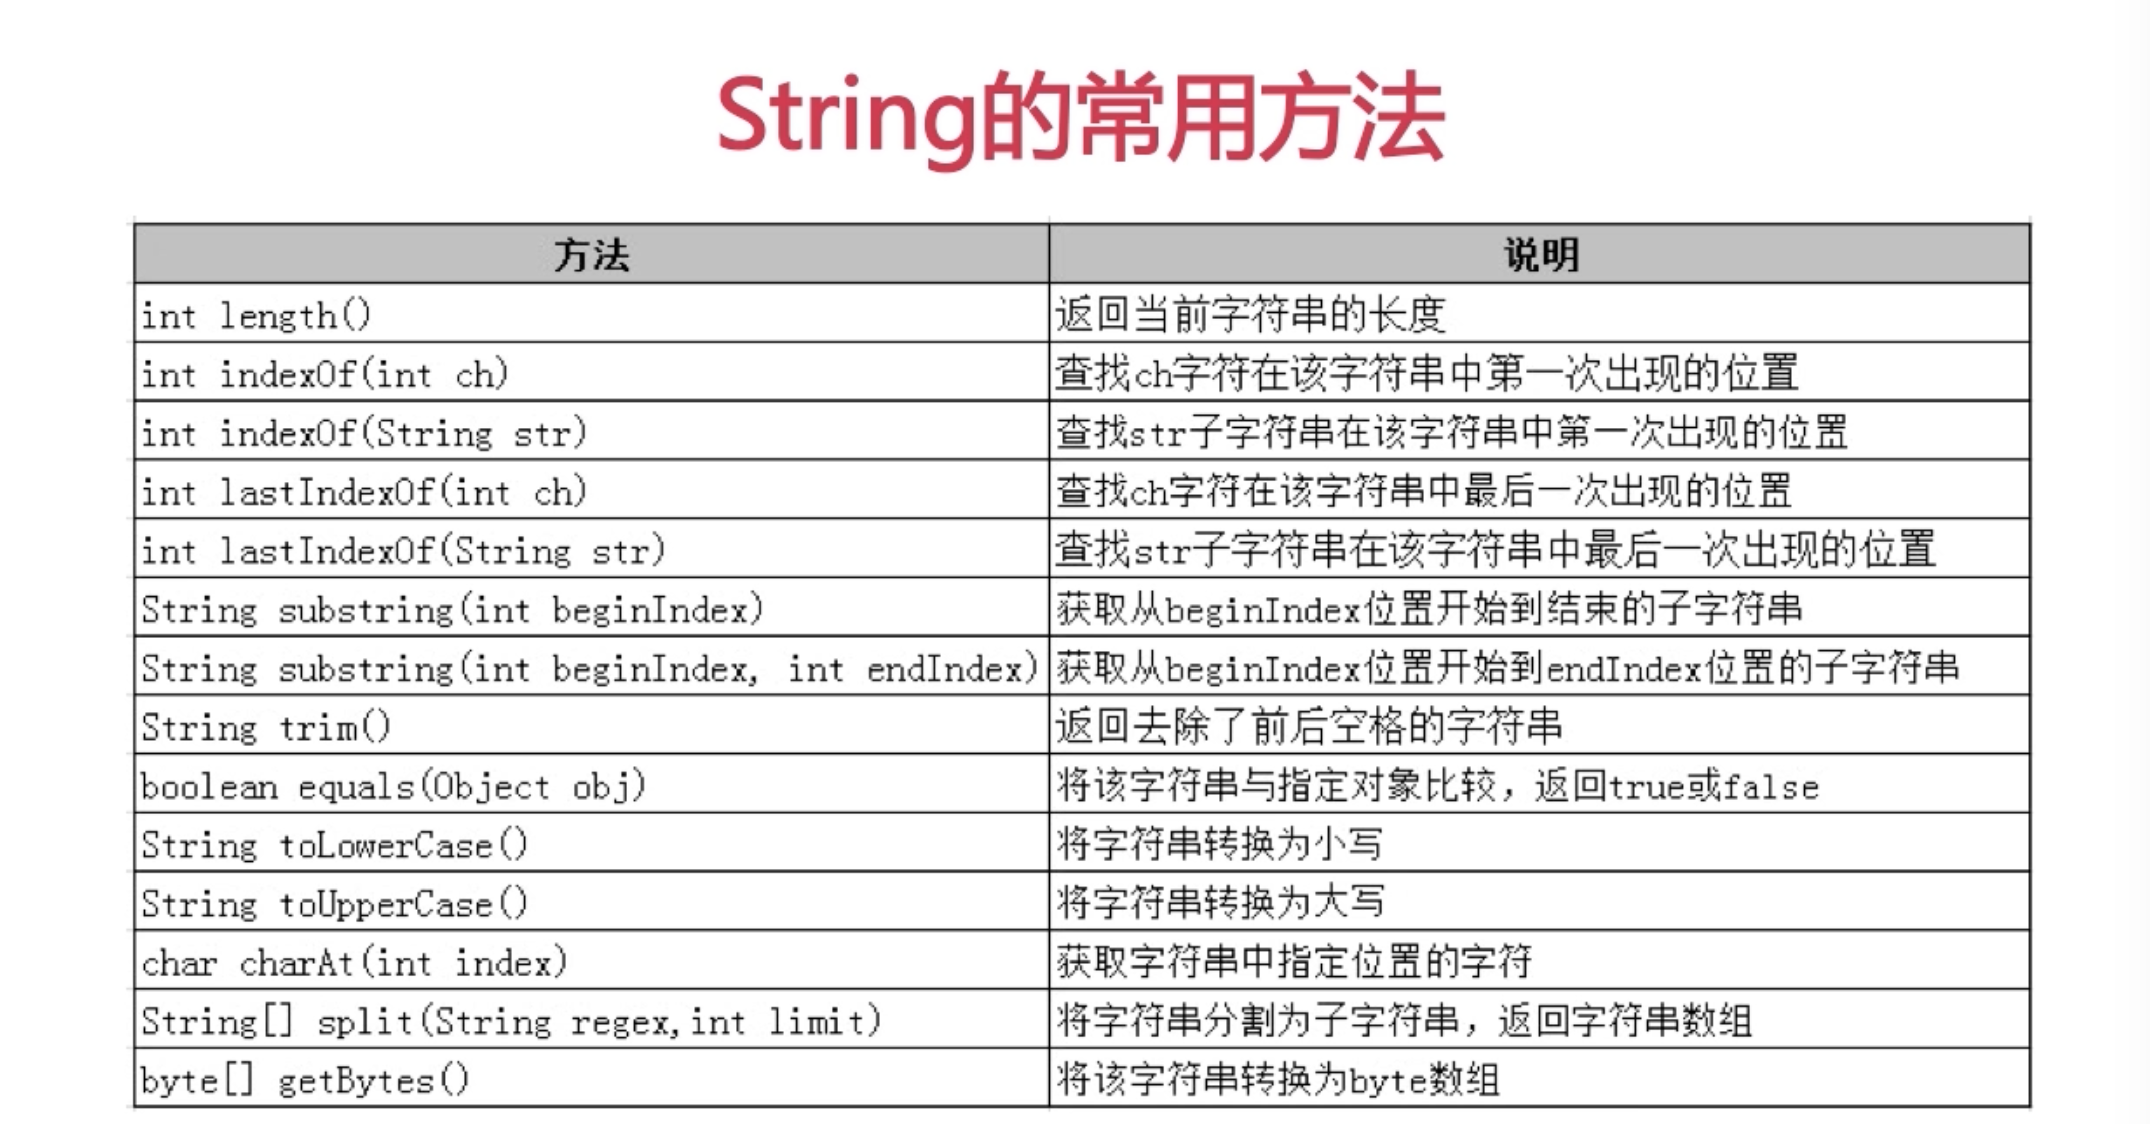 String的常用方法
方法 说明
int length() 返回当前字符串的长度
int indexOf(int ch) 查找ch字符在该字符串中第一次出现的位置
int indexOf(String str) 查找str子字符串在该字符串中第一次出现的位置
int lastIndexOf(int ch) 查找ch字符在该字符串中最后一次出现的位置
int lastIndexOf(String str) 查找str子字符串在该字符串中最后一次出现的位置
String substring(int beginIndex) 获取从beginIndex位置开始到结束的子字符串
String substring(int beginIndex, int endIndex) 获取从beginIndex位置开始到endIndex位置的子字符串
String trim() 返回去除了前后空格的字符串
boolean equals(Object obj) 将该字符串与指定对象比较，返回true或false
String toLowerCase() 将字符串转换为小写
String toUpperCase() 将字符串转换为大写
char charAt(int index) 获取字符串中指定位置的字符
String[] split(String regex,int limit) 将字符串分割为子字符串，返回字符串数组
byte[] getBytes() 将该字符串转换为byte数组